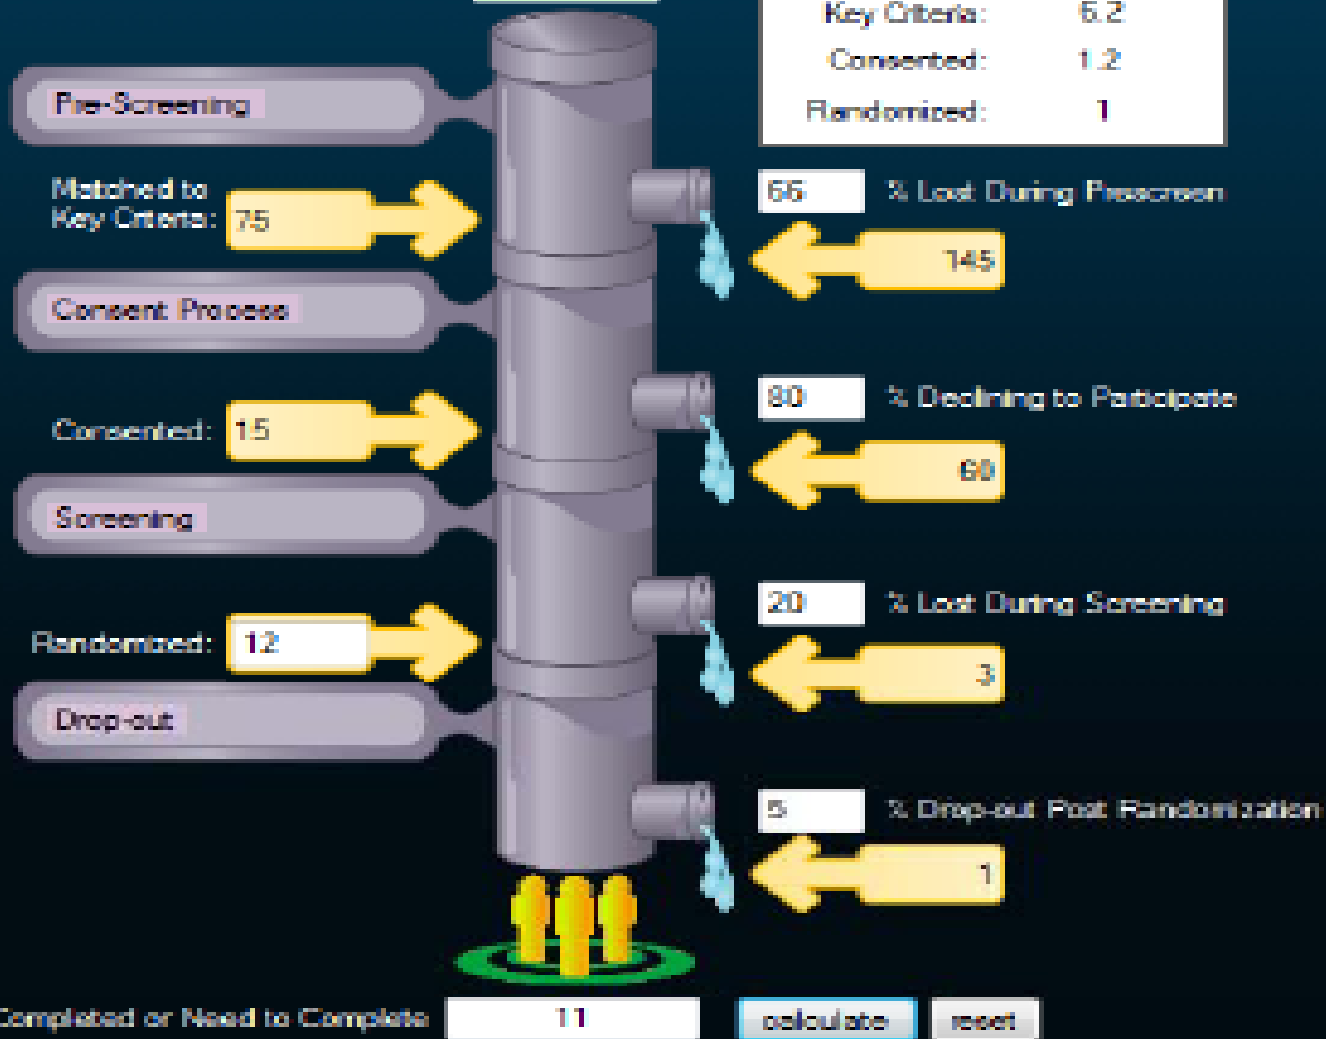 Key Criteria: 6.2
Consented: 1.2
Randomized: 1
Pre-Screening
Matched to
Key Criteria: 75
66 % Lost During Prescreen
145
Consent Process
80 % Declining to Participate
Consented: 15
60
Screening
20 % Lost During Screening
Randomized: 12
3
Drop-out
5 % Drop-out Post Randomization
1
Completed or Need to Complete 11 calculate reset